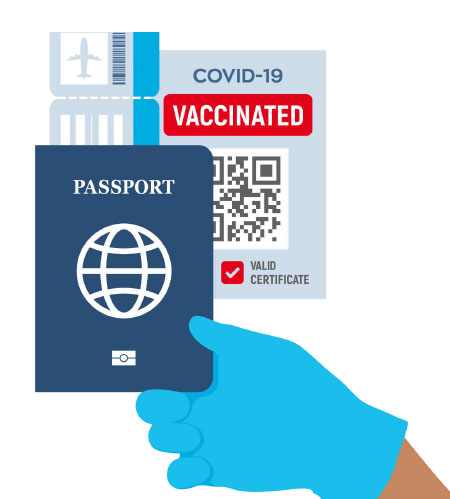 COVID-19
VACCINATED
PASSPORT
VALID
CERTIFICATE